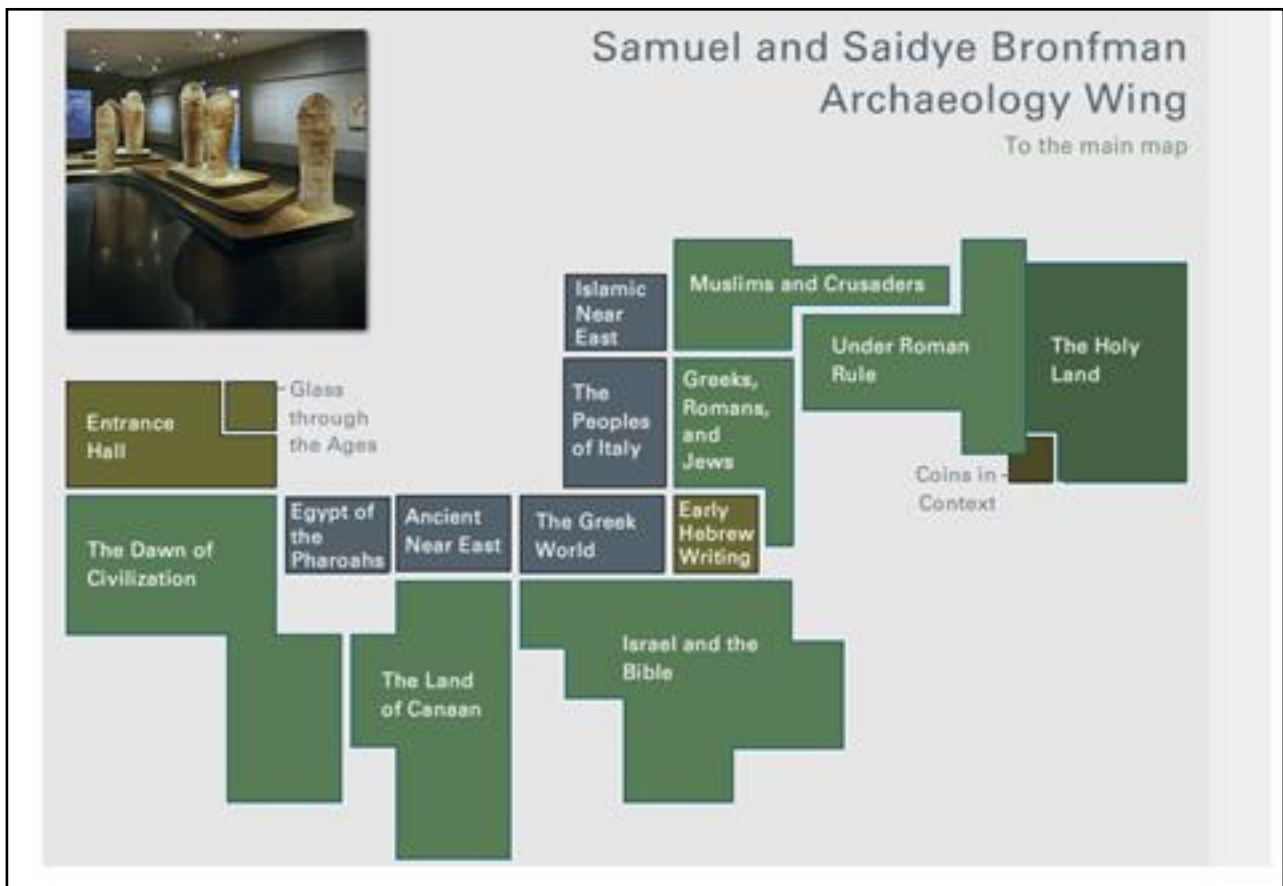 Samuel and Saidye Bronfman
Archaeology Wing
To the main map
Islamic
Near
East
Muslims and Crusaders
Under Roman
Rule
The Holy
Land
The
Peoples
of Italy
Greeks,
Romans,
and
Jews
Entrance
Hall
Glass
through
the Ages
Coins in
Context
The Dawn of
Civilization
Egypt of
the
Pharoahs
Ancient
Near East
The Greek
World
Early
Hebrew
Writing
The Land
of Canaan
Israel and the
Bible